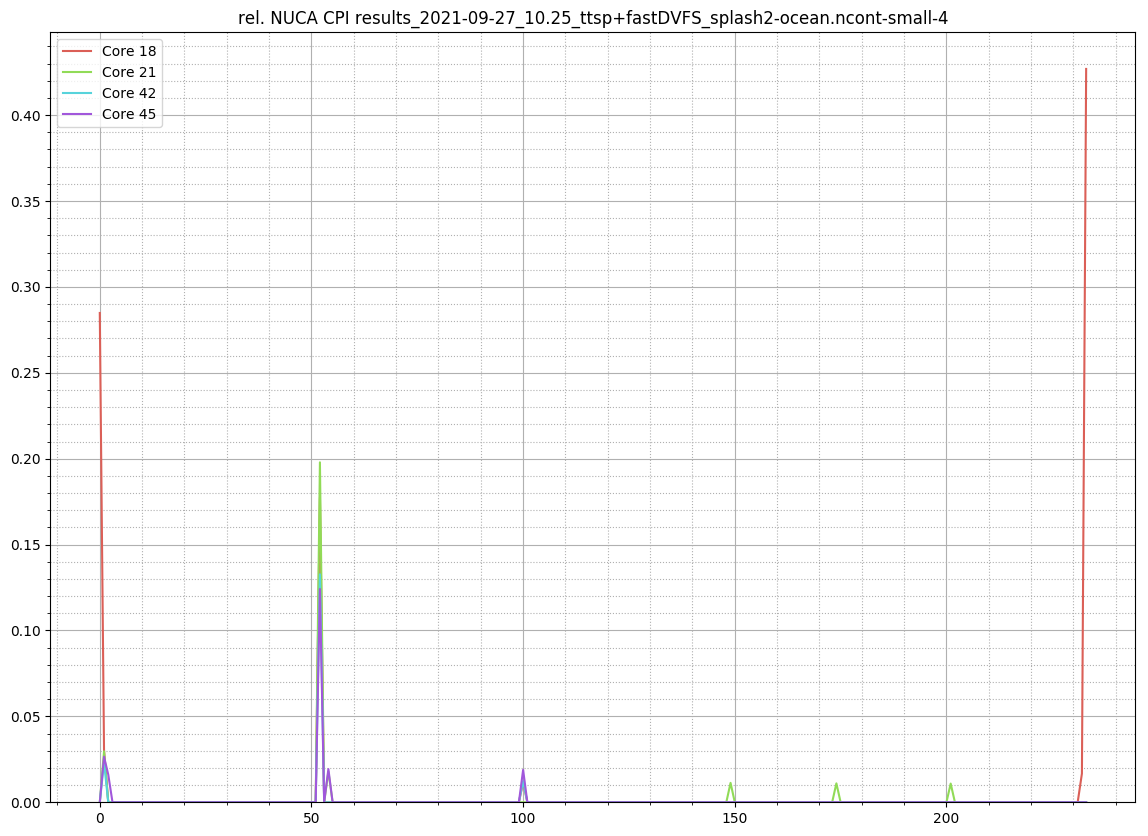 rel. NUCA CPI results_2021-09-27_10.25_ttsp+fastDVFS_splash2-ocean.ncont-small-4
Core 18
Core 21
Core 42
Core 45
0.40
0.35
0.30
0.25
0.20
0.15
0.10
0.05
0.00
0 50 100 150 200